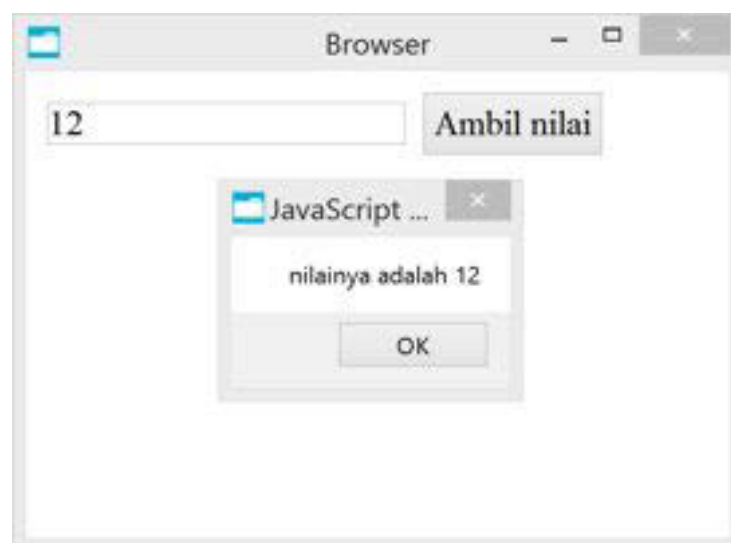 Browser
12
Ambil nilai
JavaScript ...
nilainya adalah 12
OK